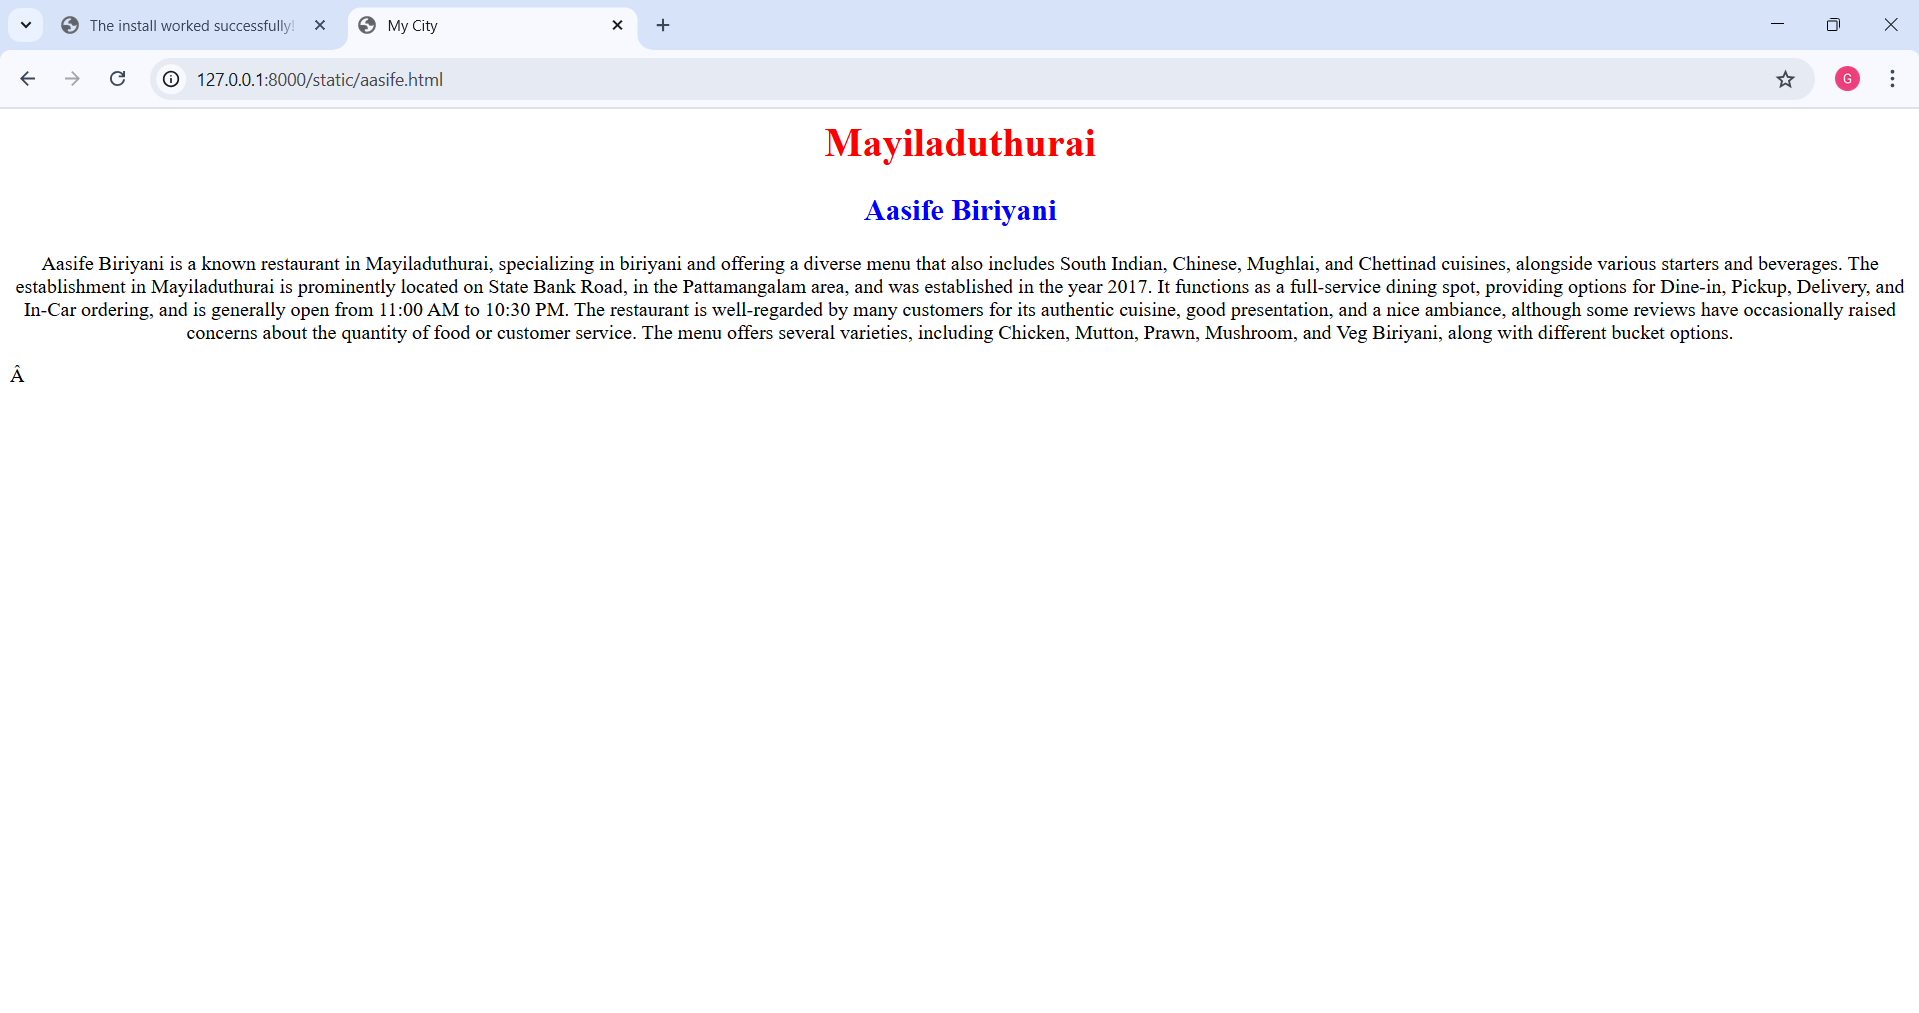 The install worked successfully!
My City
127.0.0.1:8000/static/aasife.html
G
Mayiladuthurai
Aasife Biriyani
Aasife Biriyani is a known restaurant in Mayiladuthurai, specializing in biriyani and offering a diverse menu that also includes South Indian, Chinese, Mughlai, and Chettinad cuisines, alongside various starters and beverages. The
establishment in Mayiladuthurai is prominently located on State Bank Road, in the Pattamangalam area, and was established in the year 2017. It functions as a full-service dining spot, providing options for Dine-in, Pickup, Delivery, and
In-Car ordering, and is generally open from 11:00 AM to 10:30 PM. The restaurant is well-regarded by many customers for its authentic cuisine, good presentation, and a nice ambiance, although some reviews have occasionally raised
concerns about the quantity of food or customer service. The menu offers several varieties, including Chicken, Mutton, Prawn, Mushroom, and Veg Biriyani, along with different bucket options.
Â